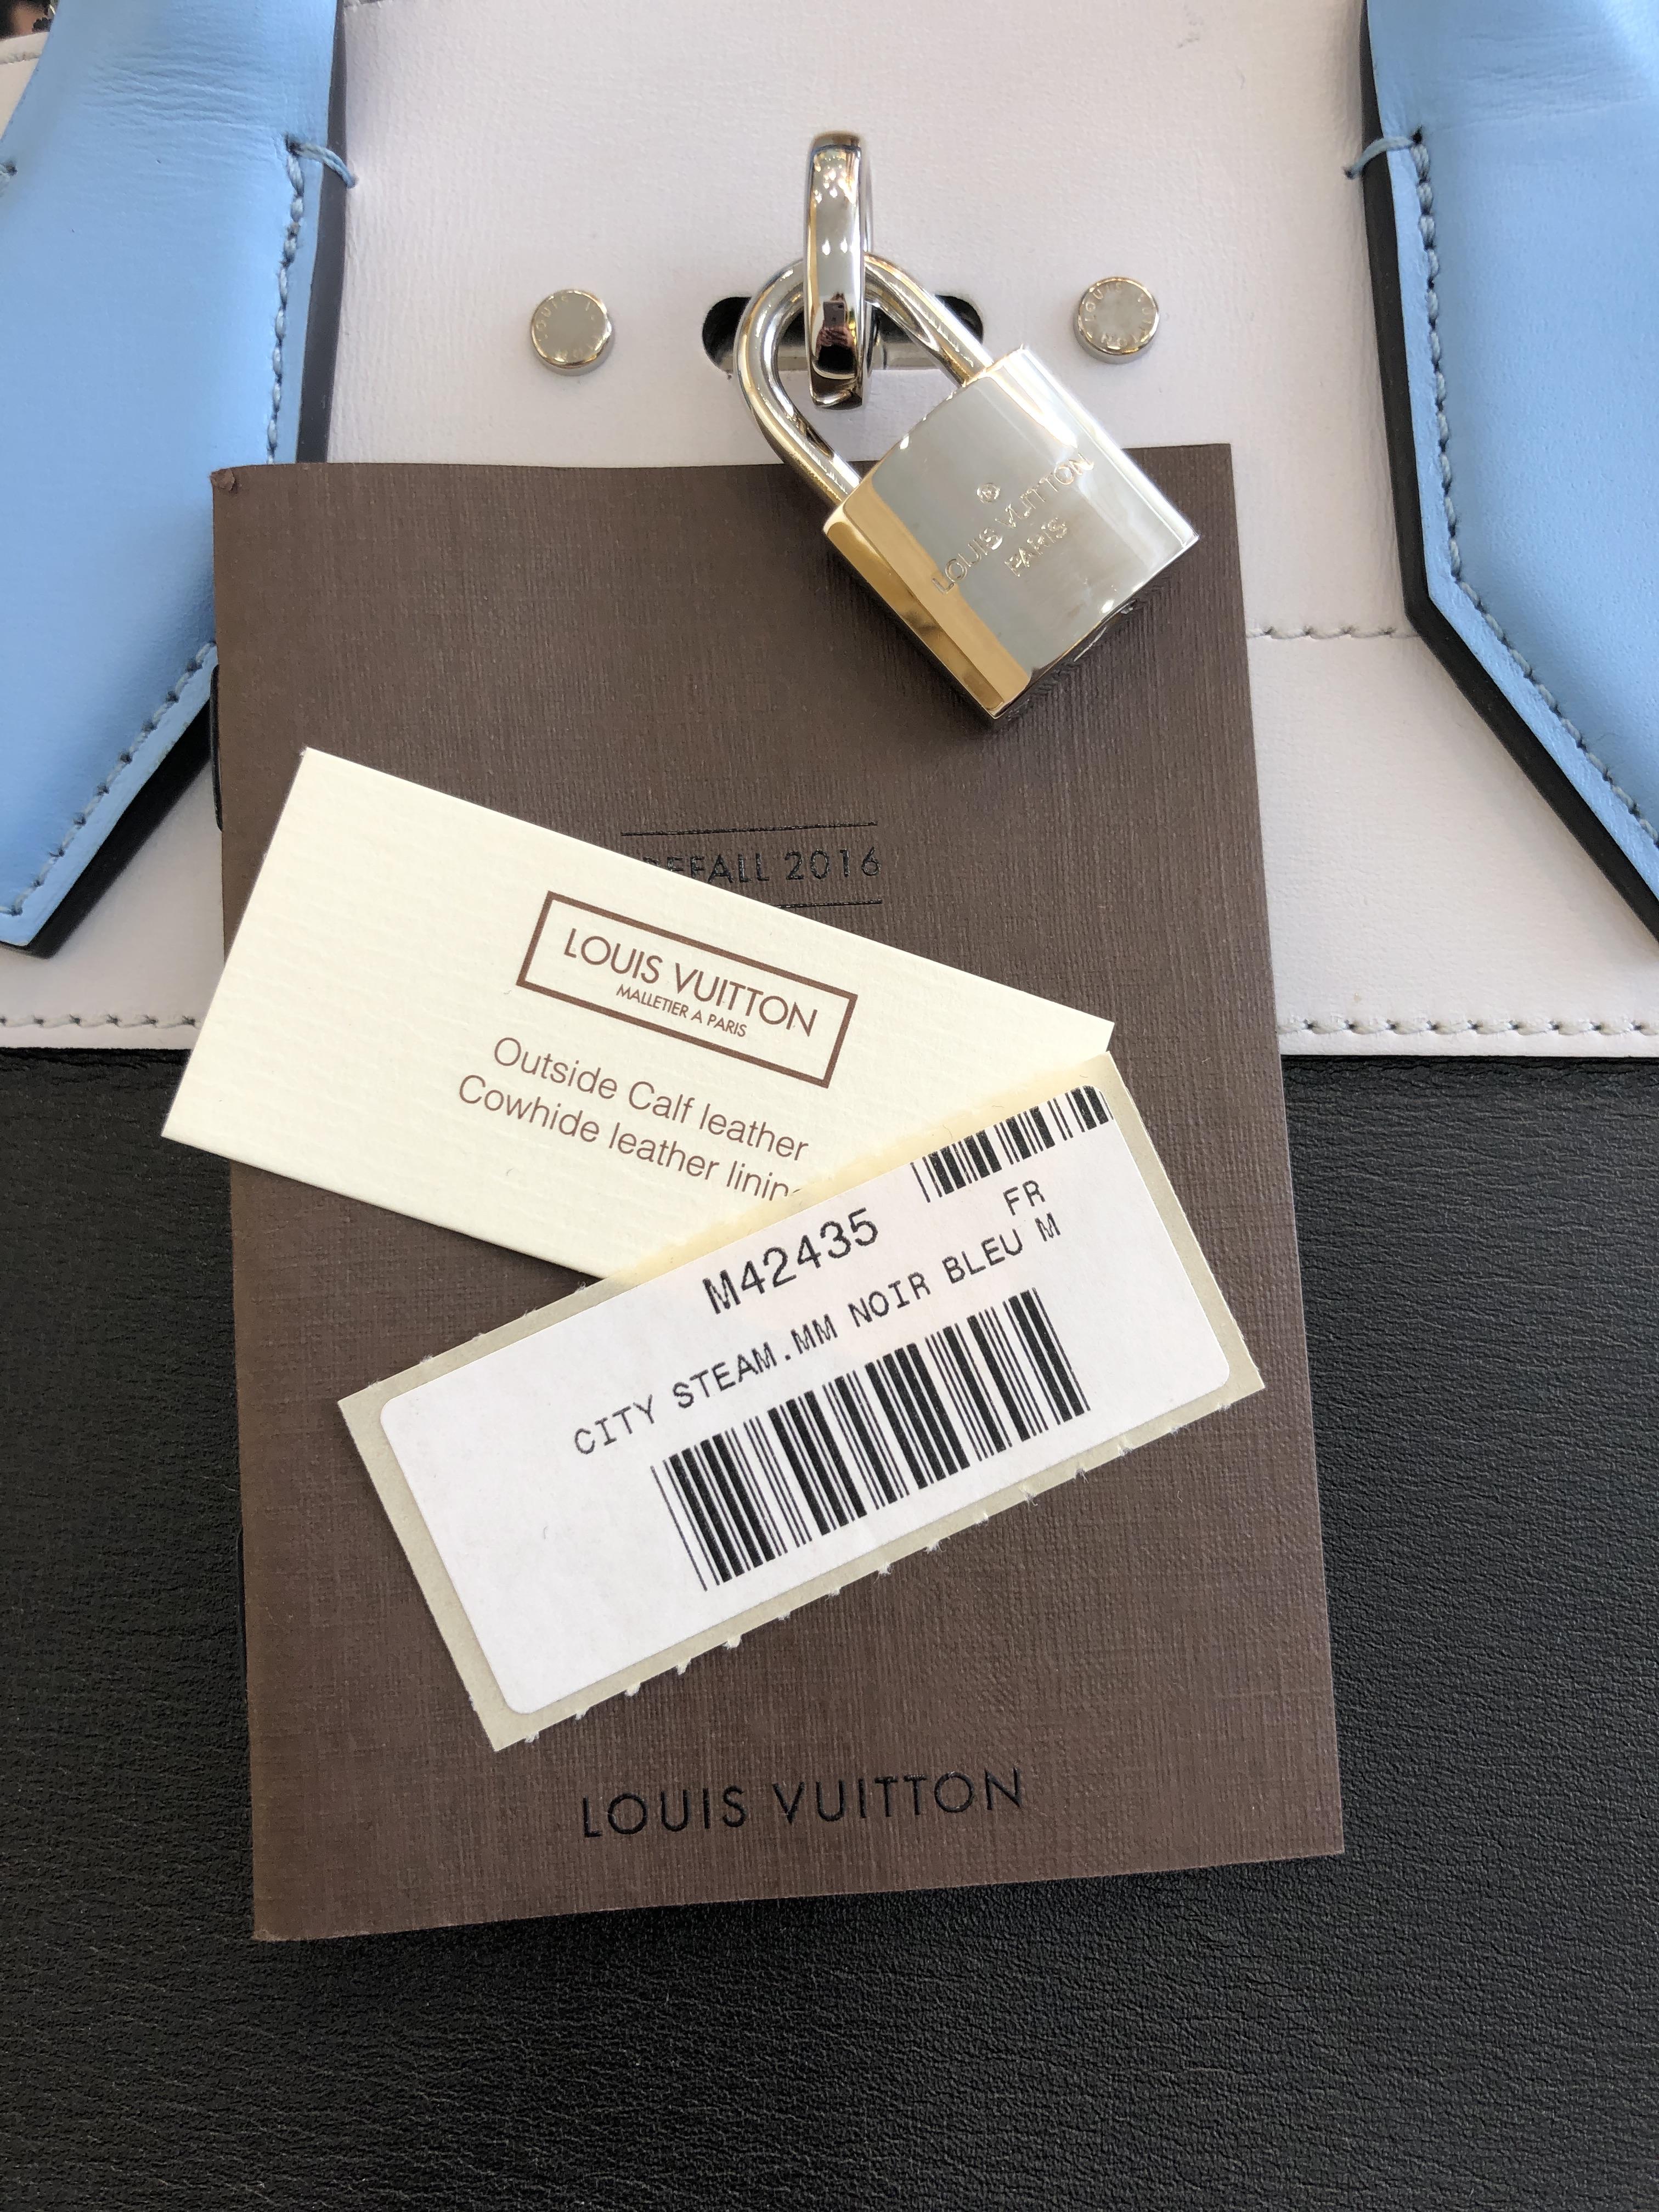 LOUIS VUITTON
PARIS
FALL 2016
LOUIS VUITTON
MALLETIER A PARIS
Outside Calf leather
Cowhide leather
M42435
FR
CITY STEAM.MM NOIR BLEU M
LOUIS VUITTON